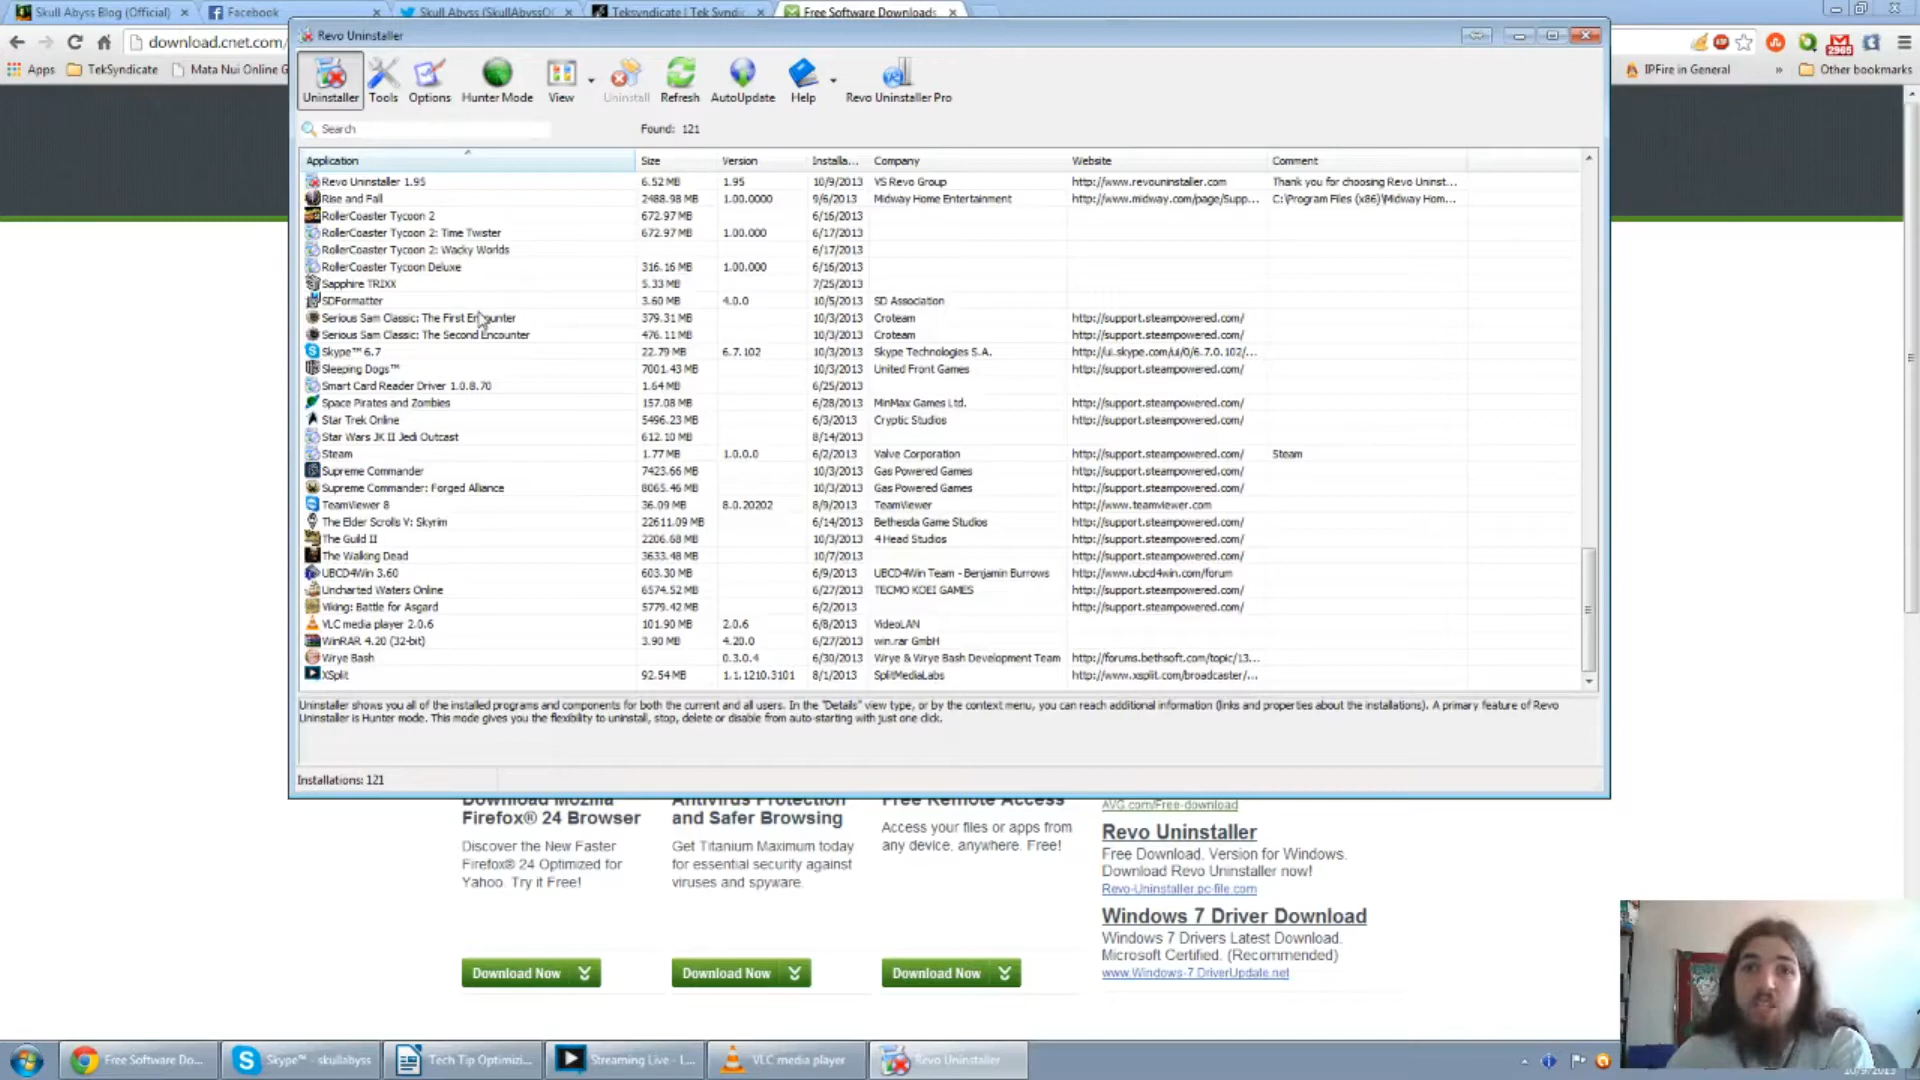 Skull Abyss Blog (Official) × Facebook × Skull Abyss (SkullAbyssO × Teksyndicate | Tek Syndic × Free Software Downloads ×
download.cnet.com/ 2965
Apps TekSyndicate Mata Nui Online G IPFire in General » Other bookmarks
Revo Uninstaller
Uninstaller Tools Options Hunter Mode View Uninstall Refresh AutoUpdate Help Revo Uninstaller Pro
Search Found: 121
Application Size Version Installa... Company Website Comment
Revo Uninstaller 1.95 6.52 MB 1.95 10/9/2013 VS Revo Group http://www.revouninstaller.com Thank you for choosing Revo Uninst...
Rise and Fall 2488.98 MB 1.00.0000 9/6/2013 Midway Home Entertainment http://www.midway.com/page/Supp... C:\Program Files (x86)\Midway Hom...
RollerCoaster Tycoon 2 672.97 MB 6/16/2013
RollerCoaster Tycoon 2: Time Twister 672.97 MB 1.00.000 6/17/2013
RollerCoaster Tycoon 2: Wacky Worlds 6/17/2013
RollerCoaster Tycoon Deluxe 316.16 MB 1.00.000 6/16/2013
Sapphire TRIXX 5.33 MB 7/25/2013
SDFormatter 3.60 MB 4.0.0 10/5/2013 SD Association
Serious Sam Classic: The First Encounter 379.31 MB 10/3/2013 Croteam http://support.steampowered.com/
Serious Sam Classic: The Second Encounter 476.11 MB 10/3/2013 Croteam http://support.steampowered.com/
Skype™ 6.7 22.79 MB 6.7.102 10/3/2013 Skype Technologies S.A. http://ui.skype.com/ui/0/6.7.0.102/...
Sleeping Dogs™ 7001.43 MB 10/3/2013 United Front Games http://support.steampowered.com/
Smart Card Reader Driver 1.0.8.70 1.64 MB 6/25/2013
Space Pirates and Zombies 157.08 MB 6/28/2013 MinMax Games Ltd. http://support.steampowered.com/
Star Trek Online 5496.23 MB 6/3/2013 Cryptic Studios http://support.steampowered.com/
Star Wars JK II Jedi Outcast 612.10 MB 8/14/2013
Steam 1.77 MB 1.0.0.0 6/2/2013 Valve Corporation http://support.steampowered.com/ Steam
Supreme Commander 7423.66 MB 10/3/2013 Gas Powered Games http://support.steampowered.com/
Supreme Commander: Forged Alliance 8065.46 MB 10/3/2013 Gas Powered Games http://support.steampowered.com/
TeamViewer 8 36.09 MB 8.0.20202 8/9/2013 TeamViewer http://www.teamviewer.com
The Elder Scrolls V: Skyrim 22611.09 MB 6/14/2013 Bethesda Game Studios http://support.steampowered.com/
The Guild II 2206.68 MB 10/3/2013 4 Head Studios http://support.steampowered.com/
The Walking Dead 3633.48 MB 10/7/2013 http://support.steampowered.com/
UBCD4Win 3.60 603.30 MB 6/9/2013 UBCD4Win Team - Benjamin Burrows http://www.ubcd4win.com/forum
Uncharted Waters Online 6574.52 MB 6/27/2013 TECMO KOEI GAMES http://support.steampowered.com/
Viking: Battle for Asgard 5779.42 MB 6/2/2013 http://support.steampowered.com/
VLC media player 2.0.6 101.90 MB 2.0.6 6/8/2013 VideoLAN
WinRAR 4.20 (32-bit) 3.90 MB 4.20.0 6/27/2013 win.rar GmbH
Wrye Bash 0.3.0.4 6/30/2013 Wrye & Wrye Bash Development Team http://forums.bethsoft.com/topic/13...
XSplit 92.54 MB 1.1.1210.3101 8/1/2013 SplitMediaLabs http://www.xsplit.com/broadcaster/...
Uninstaller shows you all of the installed programs and components for both the current and all users. In the "Details" view type, or by the context menu, you can reach additional information (links and properties about the installations). A primary feature of Revo
Uninstaller is Hunter mode. This mode gives you the flexibility to uninstall, stop, delete or disable from auto-starting with just one click.
Installations: 121
Download Mozilla
Firefox® 24 Browser
Discover the New Faster
Firefox® 24 Optimized for
Yahoo. Try it Free!
Download Now
Antivirus Protection
and Safer Browsing
Get Titanium Maximum today
for essential security against
viruses and spyware.
Download Now
Free Remote Access
Access your files or apps from
any device, anywhere. Free!
Download Now
AVG.com/Free-download
Revo Uninstaller
Free Download. Version for Windows.
Download Revo Uninstaller now!
Revo-Uninstaller.pc-file.com
Windows 7 Driver Download
Windows 7 Drivers Latest Download.
Microsoft Certified. (Recommended)
www.Windows-7.DriverUpdate.net
Free Software Do... Skype™ - skullabyss Tech Tip Optimizi... Streaming Live - L... VLC media player Revo Uninstaller
10/9/2013